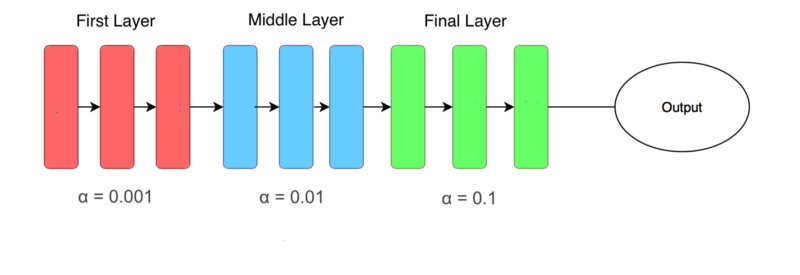 First Layer
Middle Layer
Final Layer
Output
α = 0.001
α = 0.01
α = 0.1